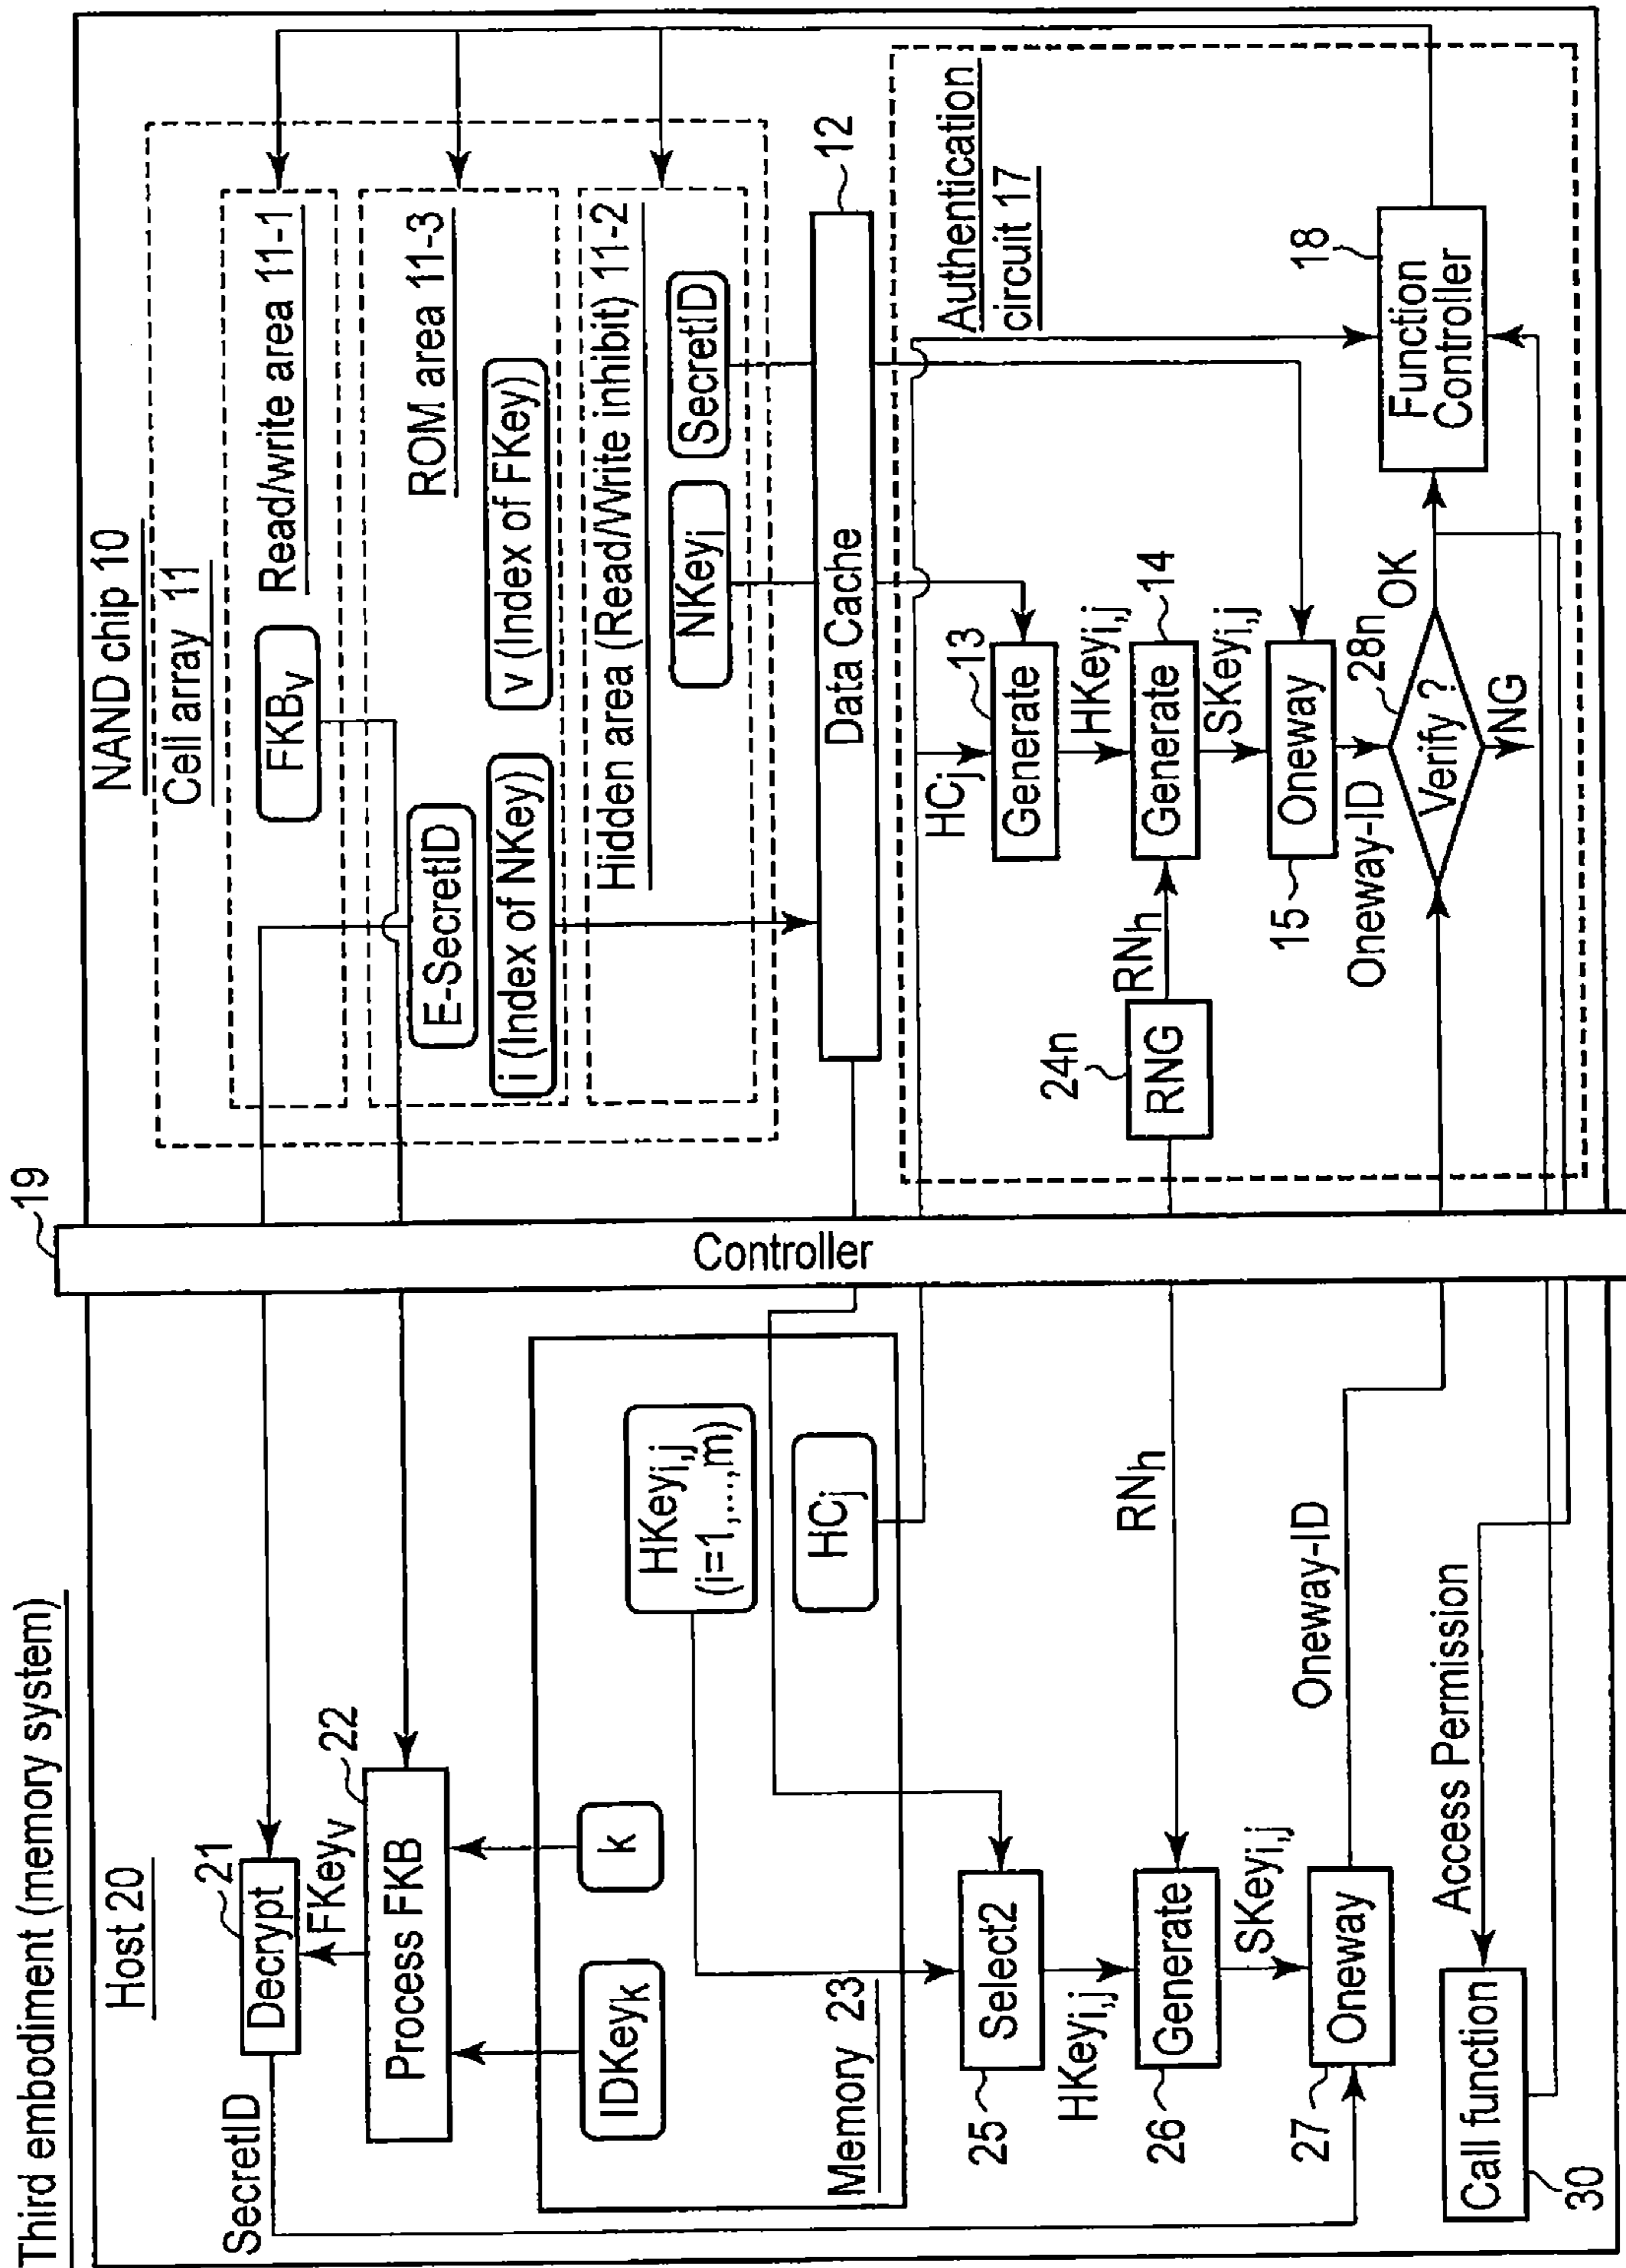 Third embodiment (memory system)
Host 20
SecretID
Decrypt
21
FKeyv
22
Process FKB
IDKeyk
k
Memory 23
HKeyi,j
(i=1,...,m)
HCj
25
Select2
HKeyi,j
26
Generate
RNh
SKeyi,j
27
Oneway
Oneway-ID
Access Permission
Call function
30
19
Controller
NAND chip 10
Cell array 11
FKBv
Read/write area 11-1
E-SecretID
ROM area 11-3
i (Index of NKey)
v (Index of FKey)
Hidden area (Read/Write inhibit) 11-2
NKeyi
SecretID
Data Cache
12
Authentication
circuit 17
HCj
13
Generate
HKeyi,j
24n
RNG
RNh
Generate
14
SKeyi,j
15
Oneway
Oneway-ID
28n
Verify ?
OK
NG
18
Function
Controller